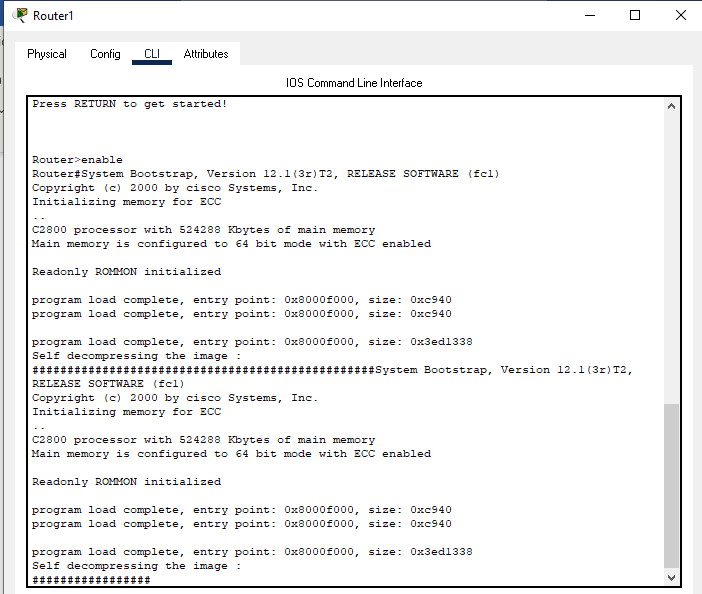 Router1
Physical Config CLI Attributes
IOS Command Line Interface
Press RETURN to get started!
Router>enable
Router#System Bootstrap, Version 12.1(3r)T2, RELEASE SOFTWARE (fc1)
Copyright (c) 2000 by cisco Systems, Inc.
Initializing memory for ECC
..
C2800 processor with 524288 Kbytes of main memory
Main memory is configured to 64 bit mode with ECC enabled
Readonly ROMMON initialized
program load complete, entry point: 0x8000f000, size: 0xc940
program load complete, entry point: 0x8000f000, size: 0xc940
program load complete, entry point: 0x8000f000, size: 0x3ed1338
Self decompressing the image :
#################################################System Bootstrap, Version 12.1(3r)T2,
RELEASE SOFTWARE (fc1)
Copyright (c) 2000 by cisco Systems, Inc.
Initializing memory for ECC
..
C2800 processor with 524288 Kbytes of main memory
Main memory is configured to 64 bit mode with ECC enabled
Readonly ROMMON initialized
program load complete, entry point: 0x8000f000, size: 0xc940
program load complete, entry point: 0x8000f000, size: 0xc940
program load complete, entry point: 0x8000f000, size: 0x3ed1338
Self decompressing the image :
#################